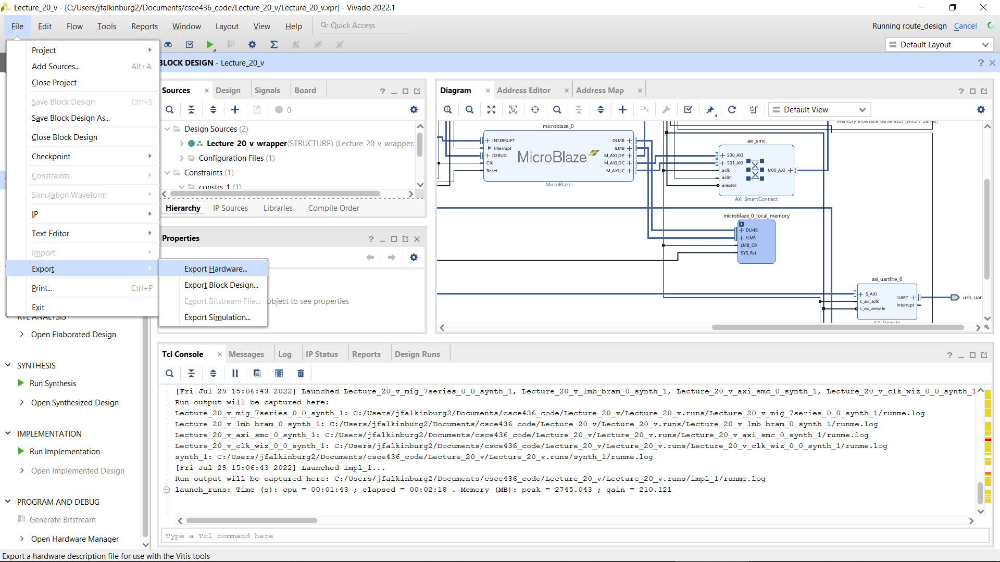 Lecture_20_v - [C:/Users/jfalkinburg2/Documents/csce436_code/Lecture_20_v/Lecture_20_v.xpr] - Vivado 2022.1
File Edit Flow Tools Reports Window Layout View Help Quick Access
Running route_design Cancel
Default Layout
Project
Add Sources... Alt+A
Close Project
Save Block Design Ctrl+S
Save Block Design As...
Close Block Design
Checkpoint
Constraints
Simulation Waveform
IP
Text Editor
Import
Export
Print... Ctrl+P
Exit
Export Hardware...
Export Block Design...
Export Bitstream File...
Export Simulation...
BLOCK DESIGN - Lecture_20_v
Sources Design Signals Board
0
Design Sources (2)
Lecture_20_v_wrapper(STRUCTURE) (Lecture_20_v_wrapper.
Configuration Files (1)
Constraints (1)
constrs_1 (1)
Hierarchy IP Sources Libraries Compile Order
Properties
object to see properties
Diagram Address Editor Address Map
Default View
Memory Interface Generator (MIG 7 Series)
microblaze_0
INTERRUPT
Interrupt
DEBUG
Clk
Reset
MicroBlaze
DLMB
ILMB
M_AXI_DP
M_AXI_DC
M_AXI_IC
MicroBlaze
axi_smc
S00_AXI
S01_AXI
aclk
aclk1
aresetn
M00_AXI
AXI SmartConnect
microblaze_0_local_memory
DLMB
ILMB
LMB_Clk
SYS_Rst
axi_uartlite_0
S_AXI
s_axi_aclk
s_axi_aresetn
UART
interrupt
usb_uart
AXI Uartlite
RTL ANALYSIS
Open Elaborated Design
SYNTHESIS
Run Synthesis
Open Synthesized Design
IMPLEMENTATION
Run Implementation
Open Implemented Design
PROGRAM AND DEBUG
Generate Bitstream
Open Hardware Manager
Tcl Console Messages Log IP Status Reports Design Runs
[Fri Jul 29 15:06:43 2022] Launched Lecture_20_v_mig_7series_0_0_synth_1, Lecture_20_v_lmb_bram_0_synth_1, Lecture_20_v_axi_smc_0_synth_1, Lecture_20_v_clk_wiz_0_0_synth_1
Run output will be captured here:
Lecture_20_v_mig_7series_0_0_synth_1: C:/Users/jfalkinburg2/Documents/csce436_code/Lecture_20_v/Lecture_20_v.runs/Lecture_20_v_mig_7series_0_0_synth_1/runme.log
Lecture_20_v_lmb_bram_0_synth_1: C:/Users/jfalkinburg2/Documents/csce436_code/Lecture_20_v/Lecture_20_v.runs/Lecture_20_v_lmb_bram_0_synth_1/runme.log
Lecture_20_v_axi_smc_0_synth_1: C:/Users/jfalkinburg2/Documents/csce436_code/Lecture_20_v/Lecture_20_v.runs/Lecture_20_v_axi_smc_0_synth_1/runme.log
Lecture_20_v_clk_wiz_0_0_synth_1: C:/Users/jfalkinburg2/Documents/csce436_code/Lecture_20_v/Lecture_20_v.runs/Lecture_20_v_clk_wiz_0_0_synth_1/runme.log
synth_1: C:/Users/jfalkinburg2/Documents/csce436_code/Lecture_20_v/Lecture_20_v.runs/synth_1/runme.log
[Fri Jul 29 15:06:43 2022] Launched impl_1...
Run output will be captured here: C:/Users/jfalkinburg2/Documents/csce436_code/Lecture_20_v/Lecture_20_v.runs/impl_1/runme.log
launch_runs: Time (s): cpu = 00:01:43 ; elapsed = 00:02:18 . Memory (MB): peak = 2745.043 ; gain = 210.121
Type a Tcl command here
Export a hardware description file for use with the Vitis tools